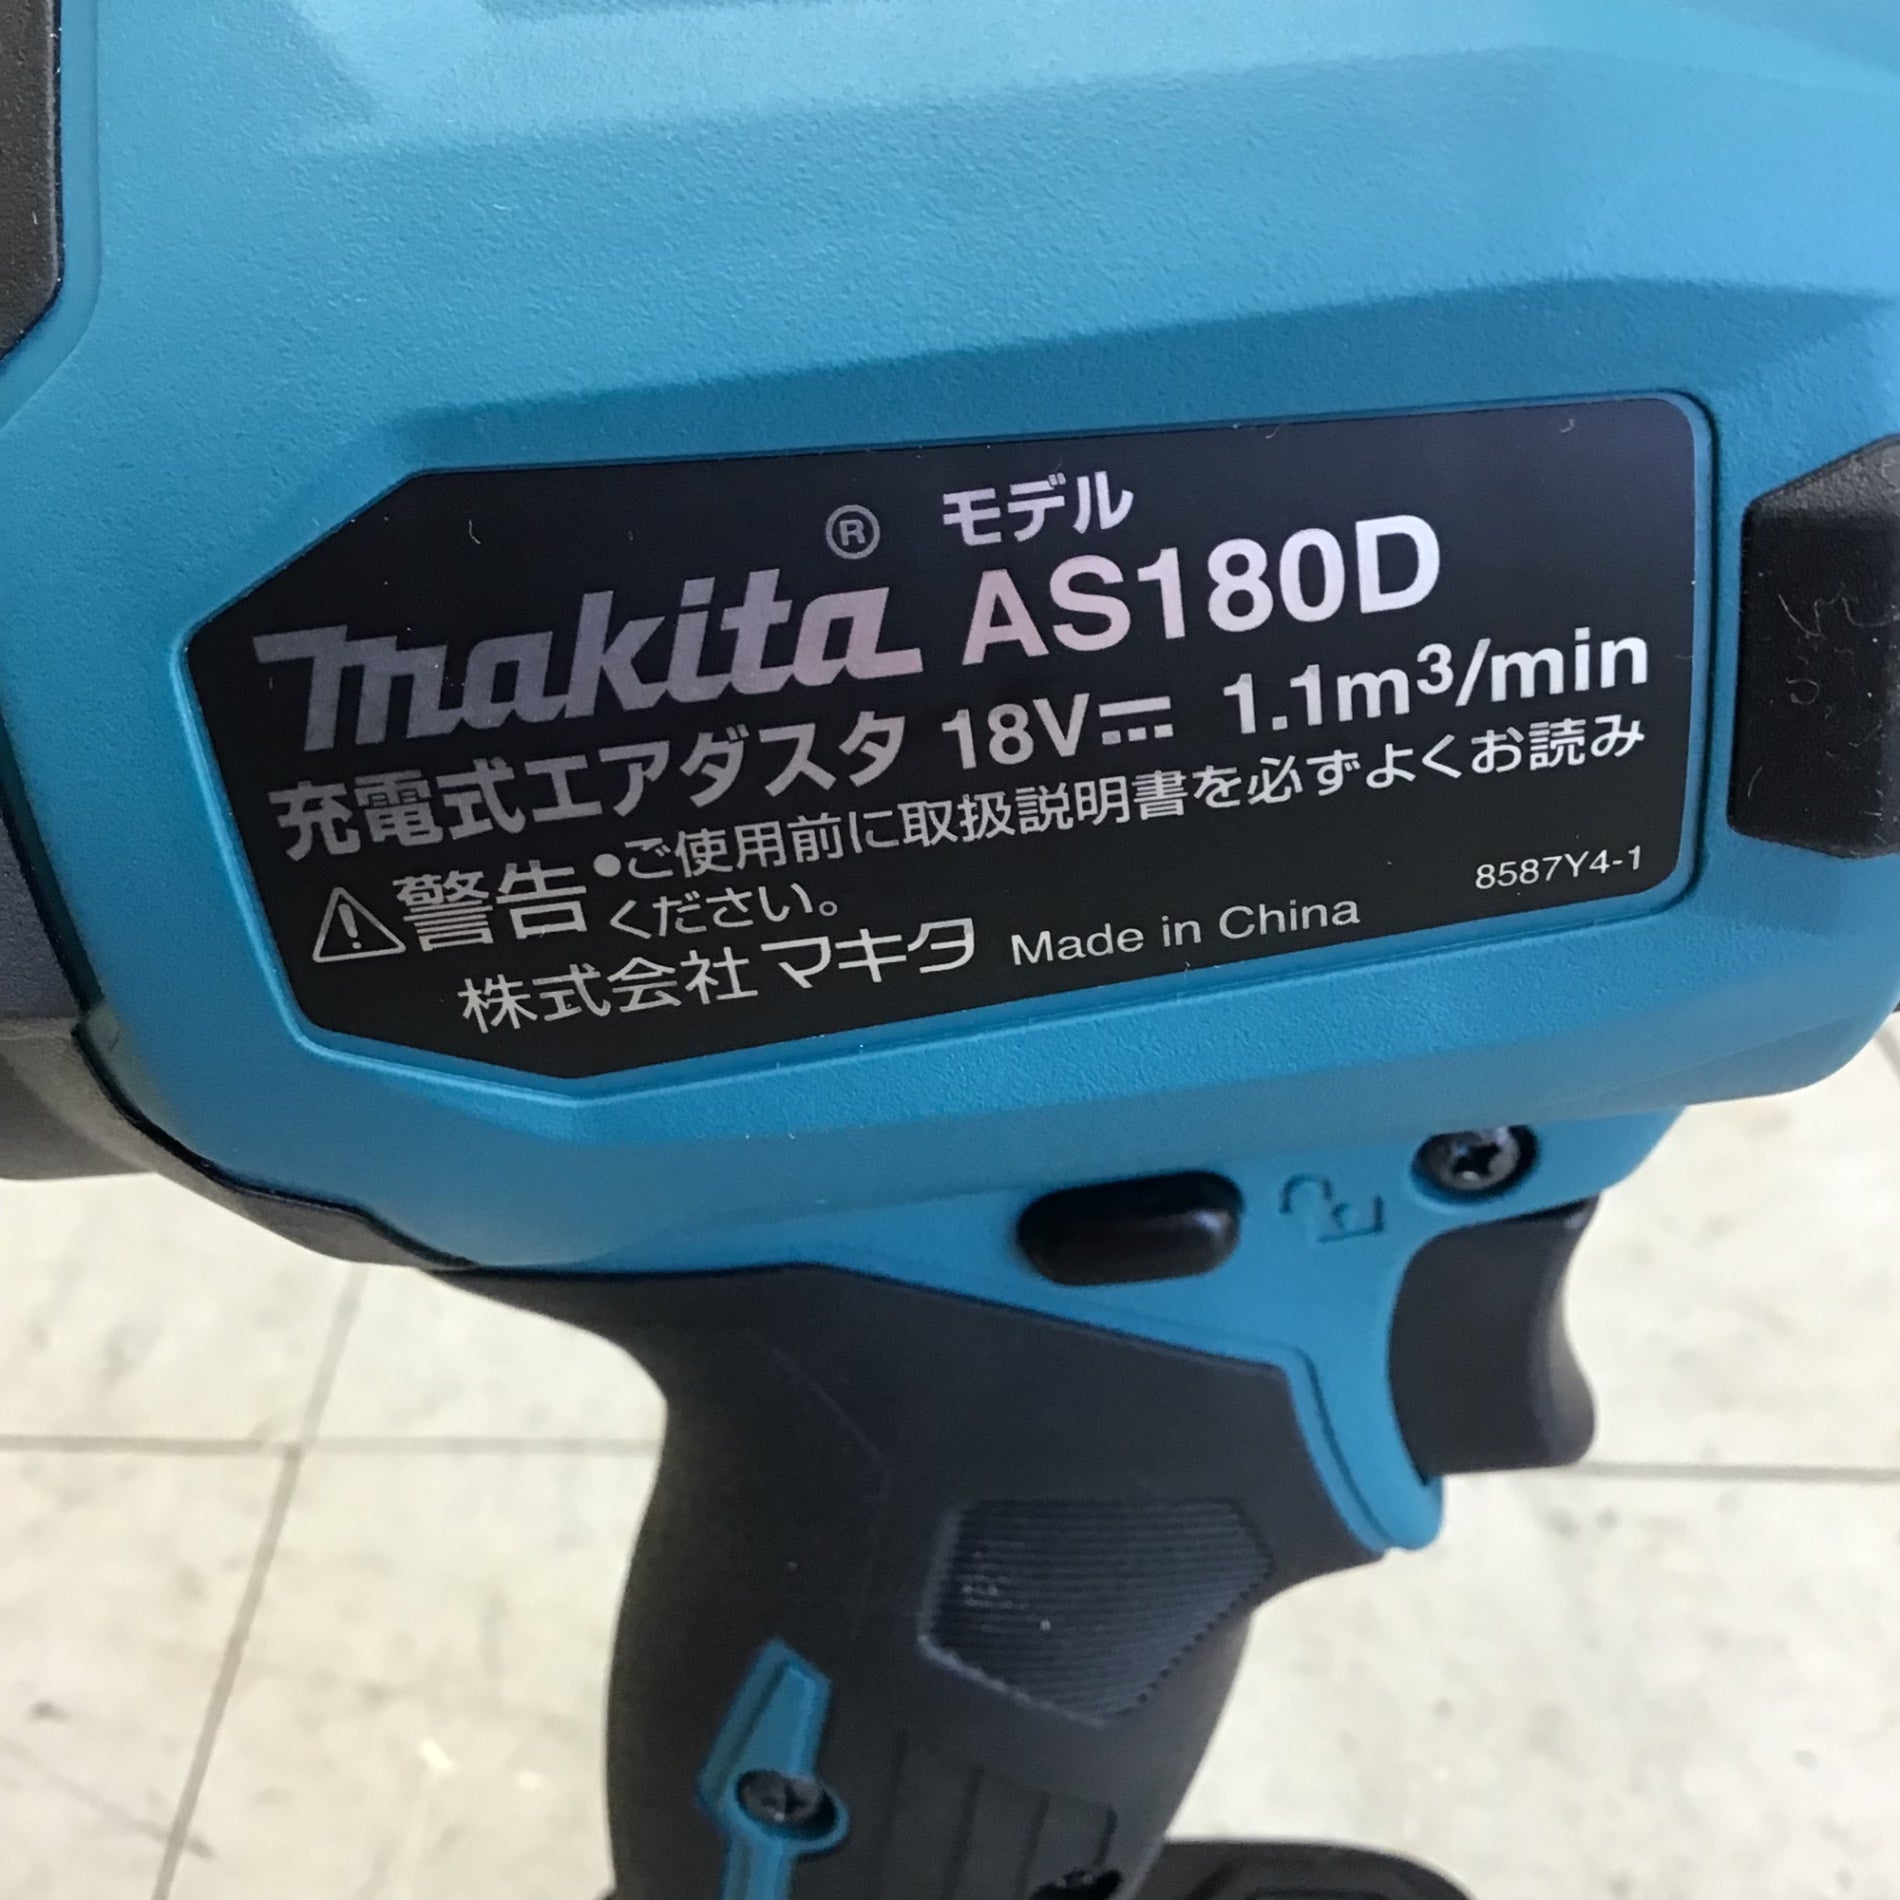 モデル
makita® AS180D
充電式エアダスタ 18V⎓ 1.1m³/min
⚠警告 •ご使用前に取扱説明書を必ずよくお読み
ください。
8587Y4-1
株式会社マキタ Made in China